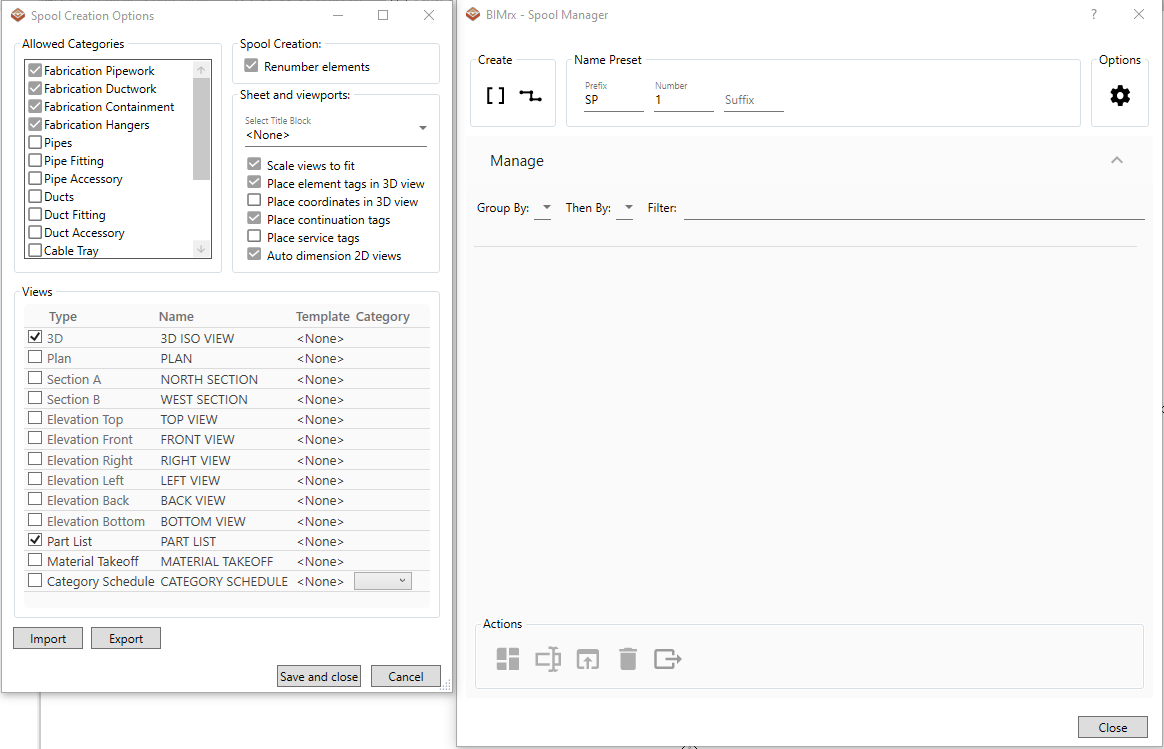 Spool Creation Options
Allowed Categories
Fabrication Pipework
Fabrication Ductwork
Fabrication Containment
Fabrication Hangers
Pipes
Pipe Fitting
Pipe Accessory
Ducts
Duct Fitting
Duct Accessory
Cable Tray
Spool Creation:
Renumber elements
Sheet and viewports:
Select Title Block
<None>
Scale views to fit
Place element tags in 3D view
Place coordinates in 3D view
Place continuation tags
Place service tags
Auto dimension 2D views
Views
Type Name Template Category
3D 3D ISO VIEW <None>
Plan PLAN <None>
Section A NORTH SECTION <None>
Section B WEST SECTION <None>
Elevation Top TOP VIEW <None>
Elevation Front FRONT VIEW <None>
Elevation Right RIGHT VIEW <None>
Elevation Left LEFT VIEW <None>
Elevation Back BACK VIEW <None>
Elevation Bottom BOTTOM VIEW <None>
Part List PART LIST <None>
Material Takeoff MATERIAL TAKEOFF <None>
Category Schedule CATEGORY SCHEDULE <None>
Import Export
Save and close Cancel
BIMrx - Spool Manager
?
Create
Name Preset
Prefix
SP
Number
1
Suffix
Options
Manage
Group By: Then By: Filter:
Actions
Close